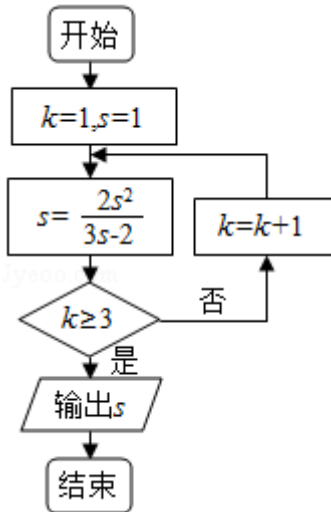 开始
k=1,s=1
s= 2s²/3s-2
k=k+1
k≥3
否
是
输出s
结束